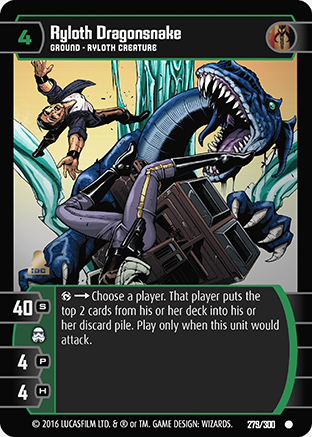 4 Ryloth Dragonsnake
GROUND - RYLOTH CREATURE
IDC
40 S
4 P
4 H
Choose a player. That player puts the
top 2 cards from his or her deck into his or
her discard pile. Play only when this unit would
attack.
© 2016 LUCASFILM LTD. & ® OR TM. GAME DESIGN: WIZARDS. 279/300